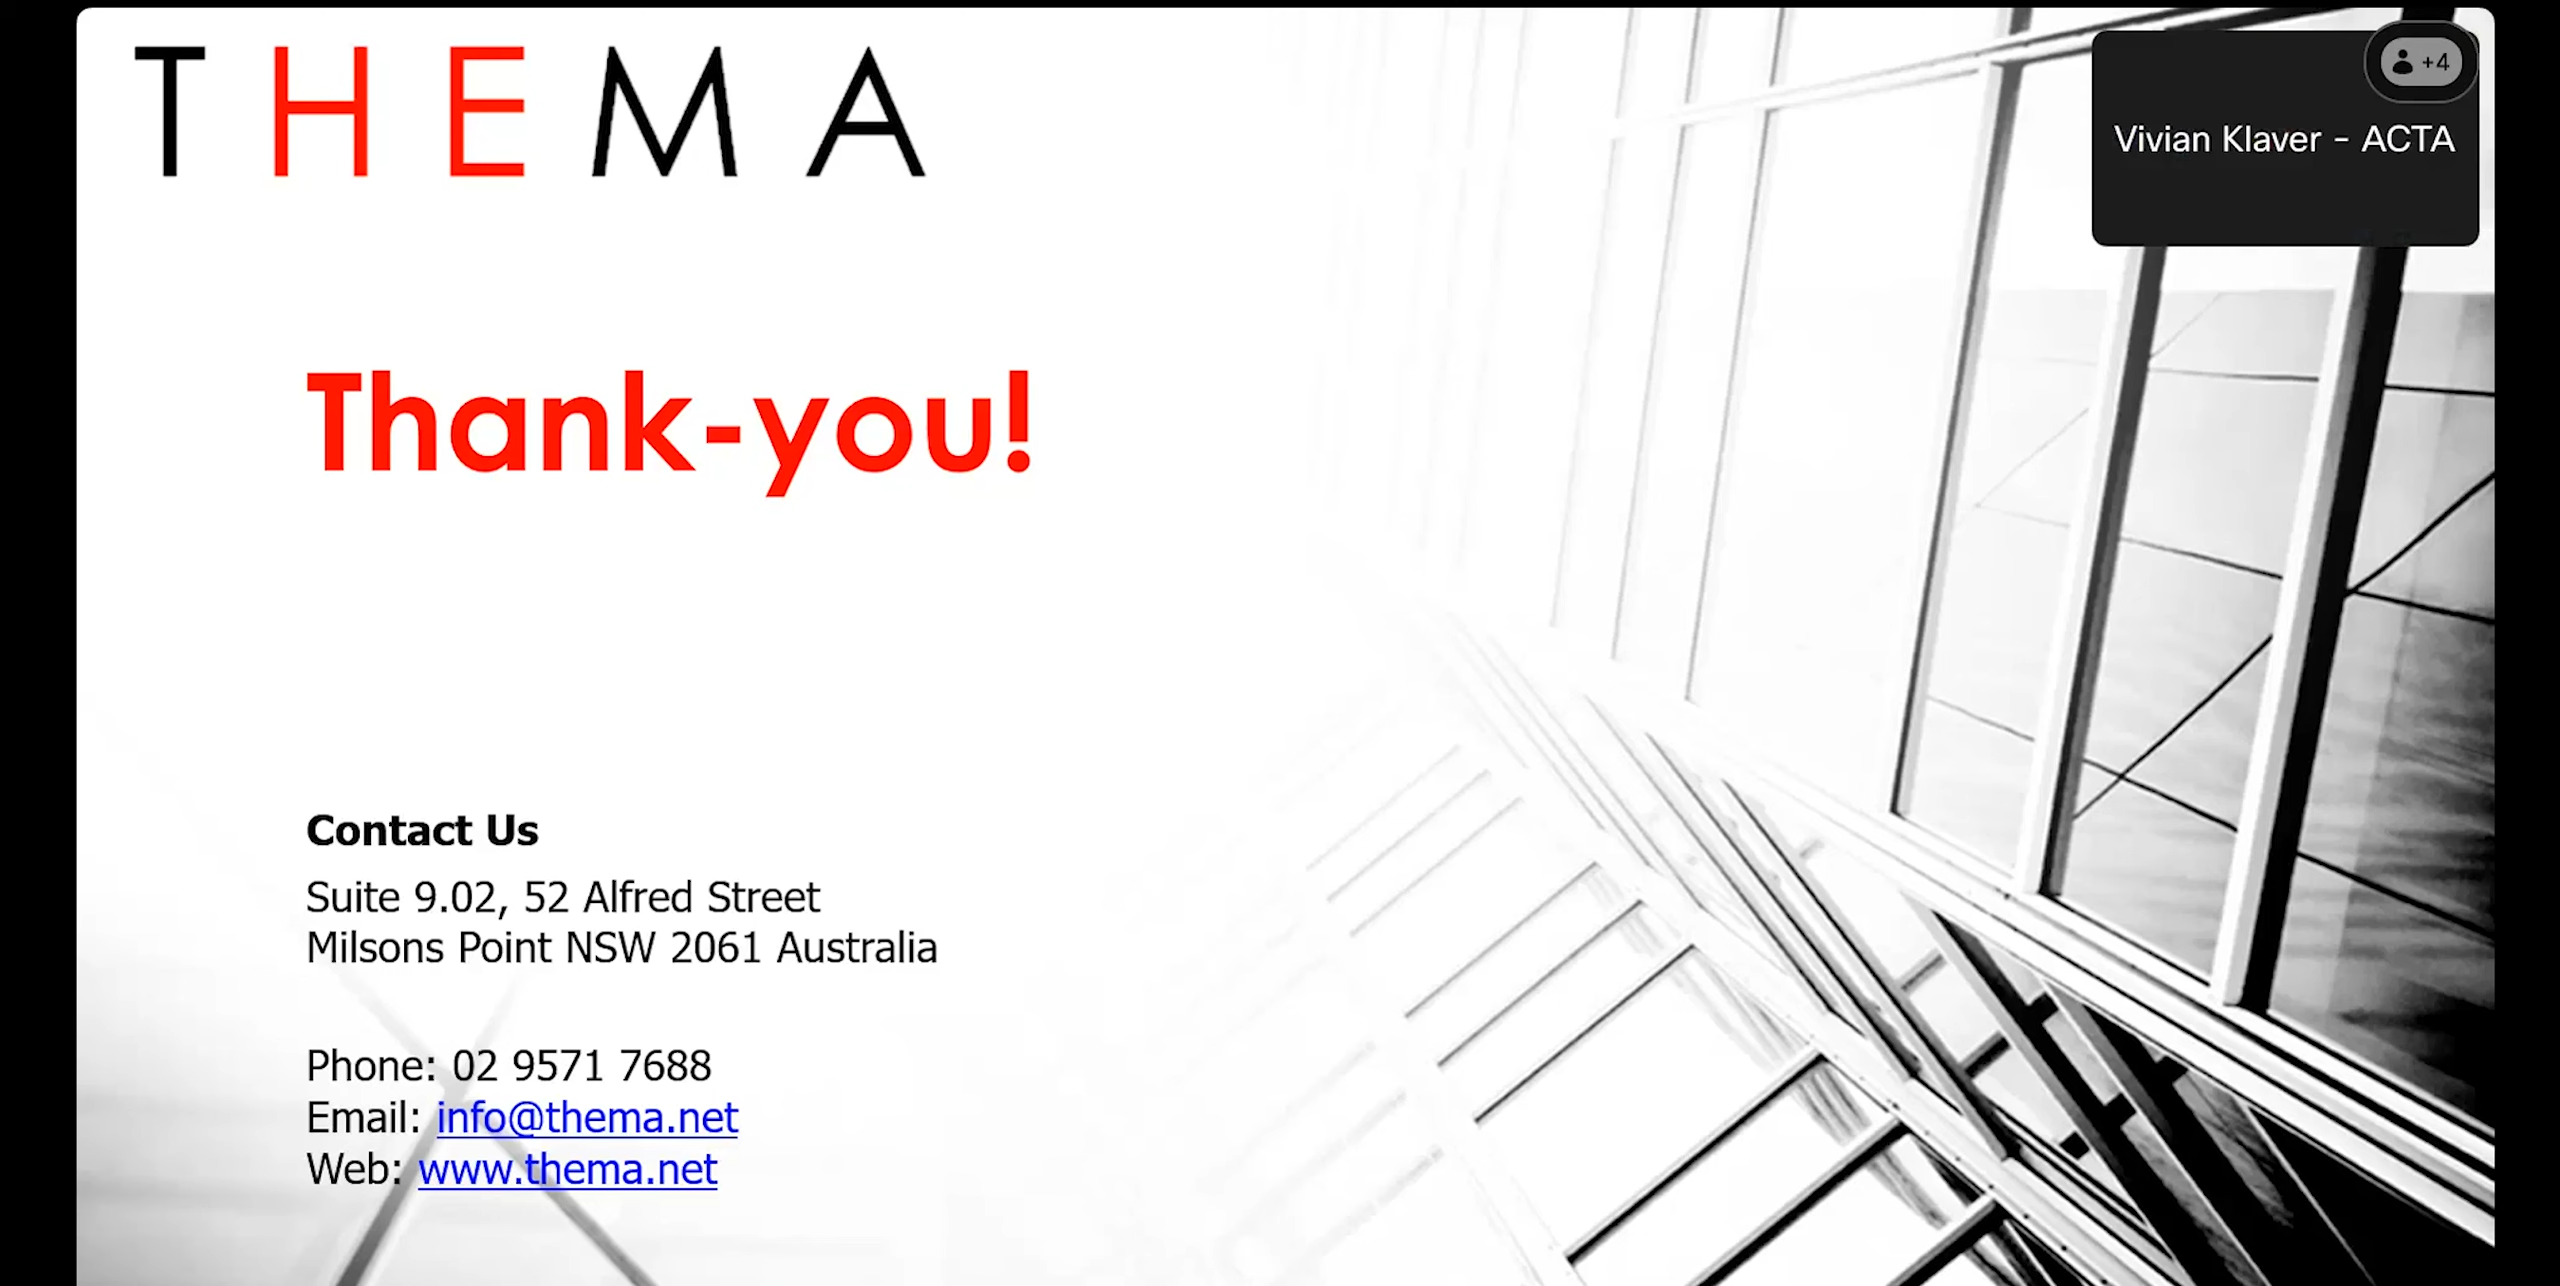 THEMA
+4
Vivian Klaver - ACTA
Thank-you!
Contact Us
Suite 9.02, 52 Alfred Street
Milsons Point NSW 2061 Australia
Phone: 02 9571 7688
Email: info@thema.net
Web: www.thema.net